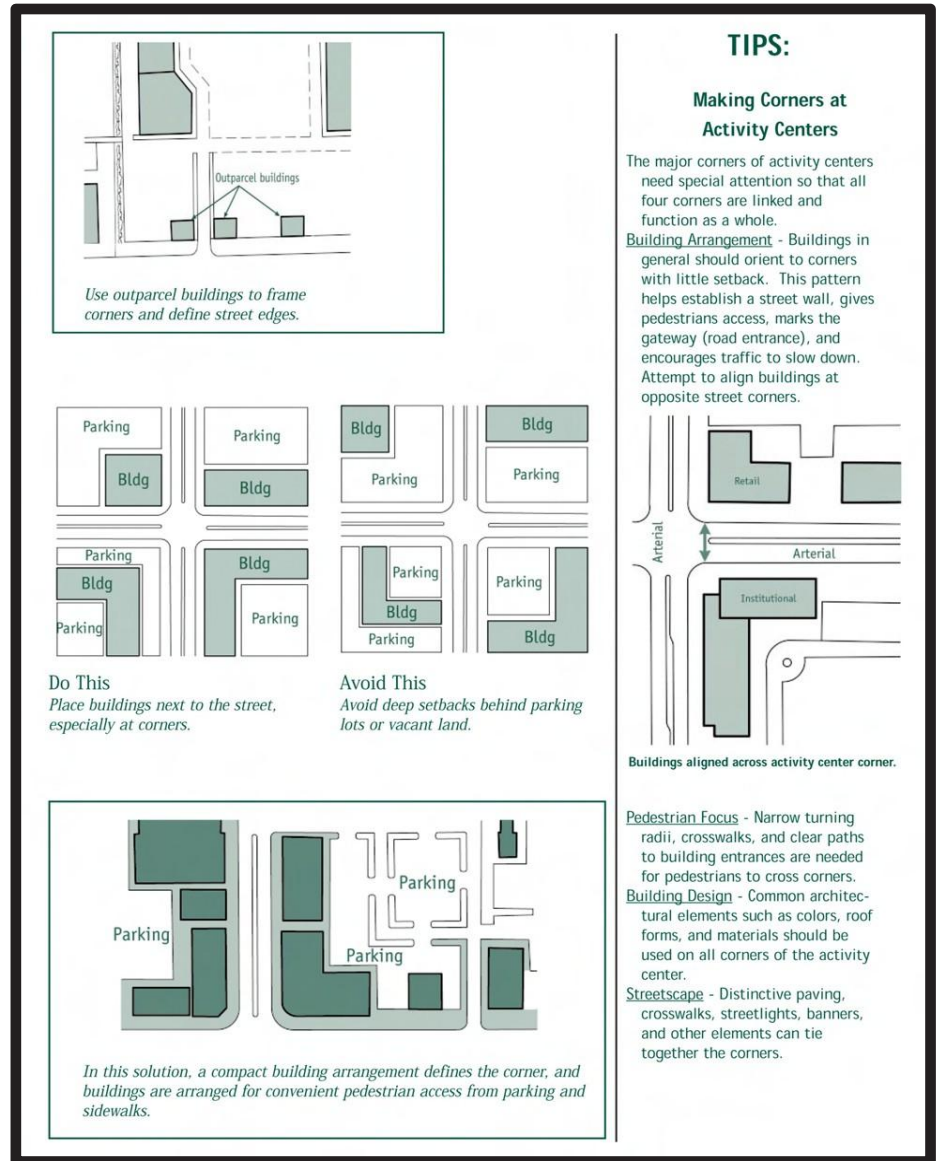 Outparcel buildings
Use outparcel buildings to frame
corners and define street edges.
Parking
Parking
Bldg
Bldg
Parking
Bldg
Bldg
Parking
Parking
Do This
Place buildings next to the street,
especially at corners.
Bldg
Bldg
Parking
Parking
Parking
Parking
Bldg
Parking
Bldg
Avoid This
Avoid deep setbacks behind parking
lots or vacant land.
Parking
Parking
Parking
In this solution, a compact building arrangement defines the corner, and
buildings are arranged for convenient pedestrian access from parking and
sidewalks.
TIPS:
Making Corners at
Activity Centers
The major corners of activity centers
need special attention so that all
four corners are linked and
function as a whole.
Building Arrangement - Buildings in
general should orient to corners
with little setback. This pattern
helps establish a street wall, gives
pedestrians access, marks the
gateway (road entrance), and
encourages traffic to slow down.
Attempt to align buildings at
opposite street corners.
Retail
Arterial
Arterial
Institutional
Buildings aligned across activity center corner.
Pedestrian Focus - Narrow turning
radii, crosswalks, and clear paths
to building entrances are needed
for pedestrians to cross corners.
Building Design - Common architec-
tural elements such as colors, roof
forms, and materials should be
used on all corners of the activity
center.
Streetscape - Distinctive paving,
crosswalks, streetlights, banners,
and other elements can tie
together the corners.